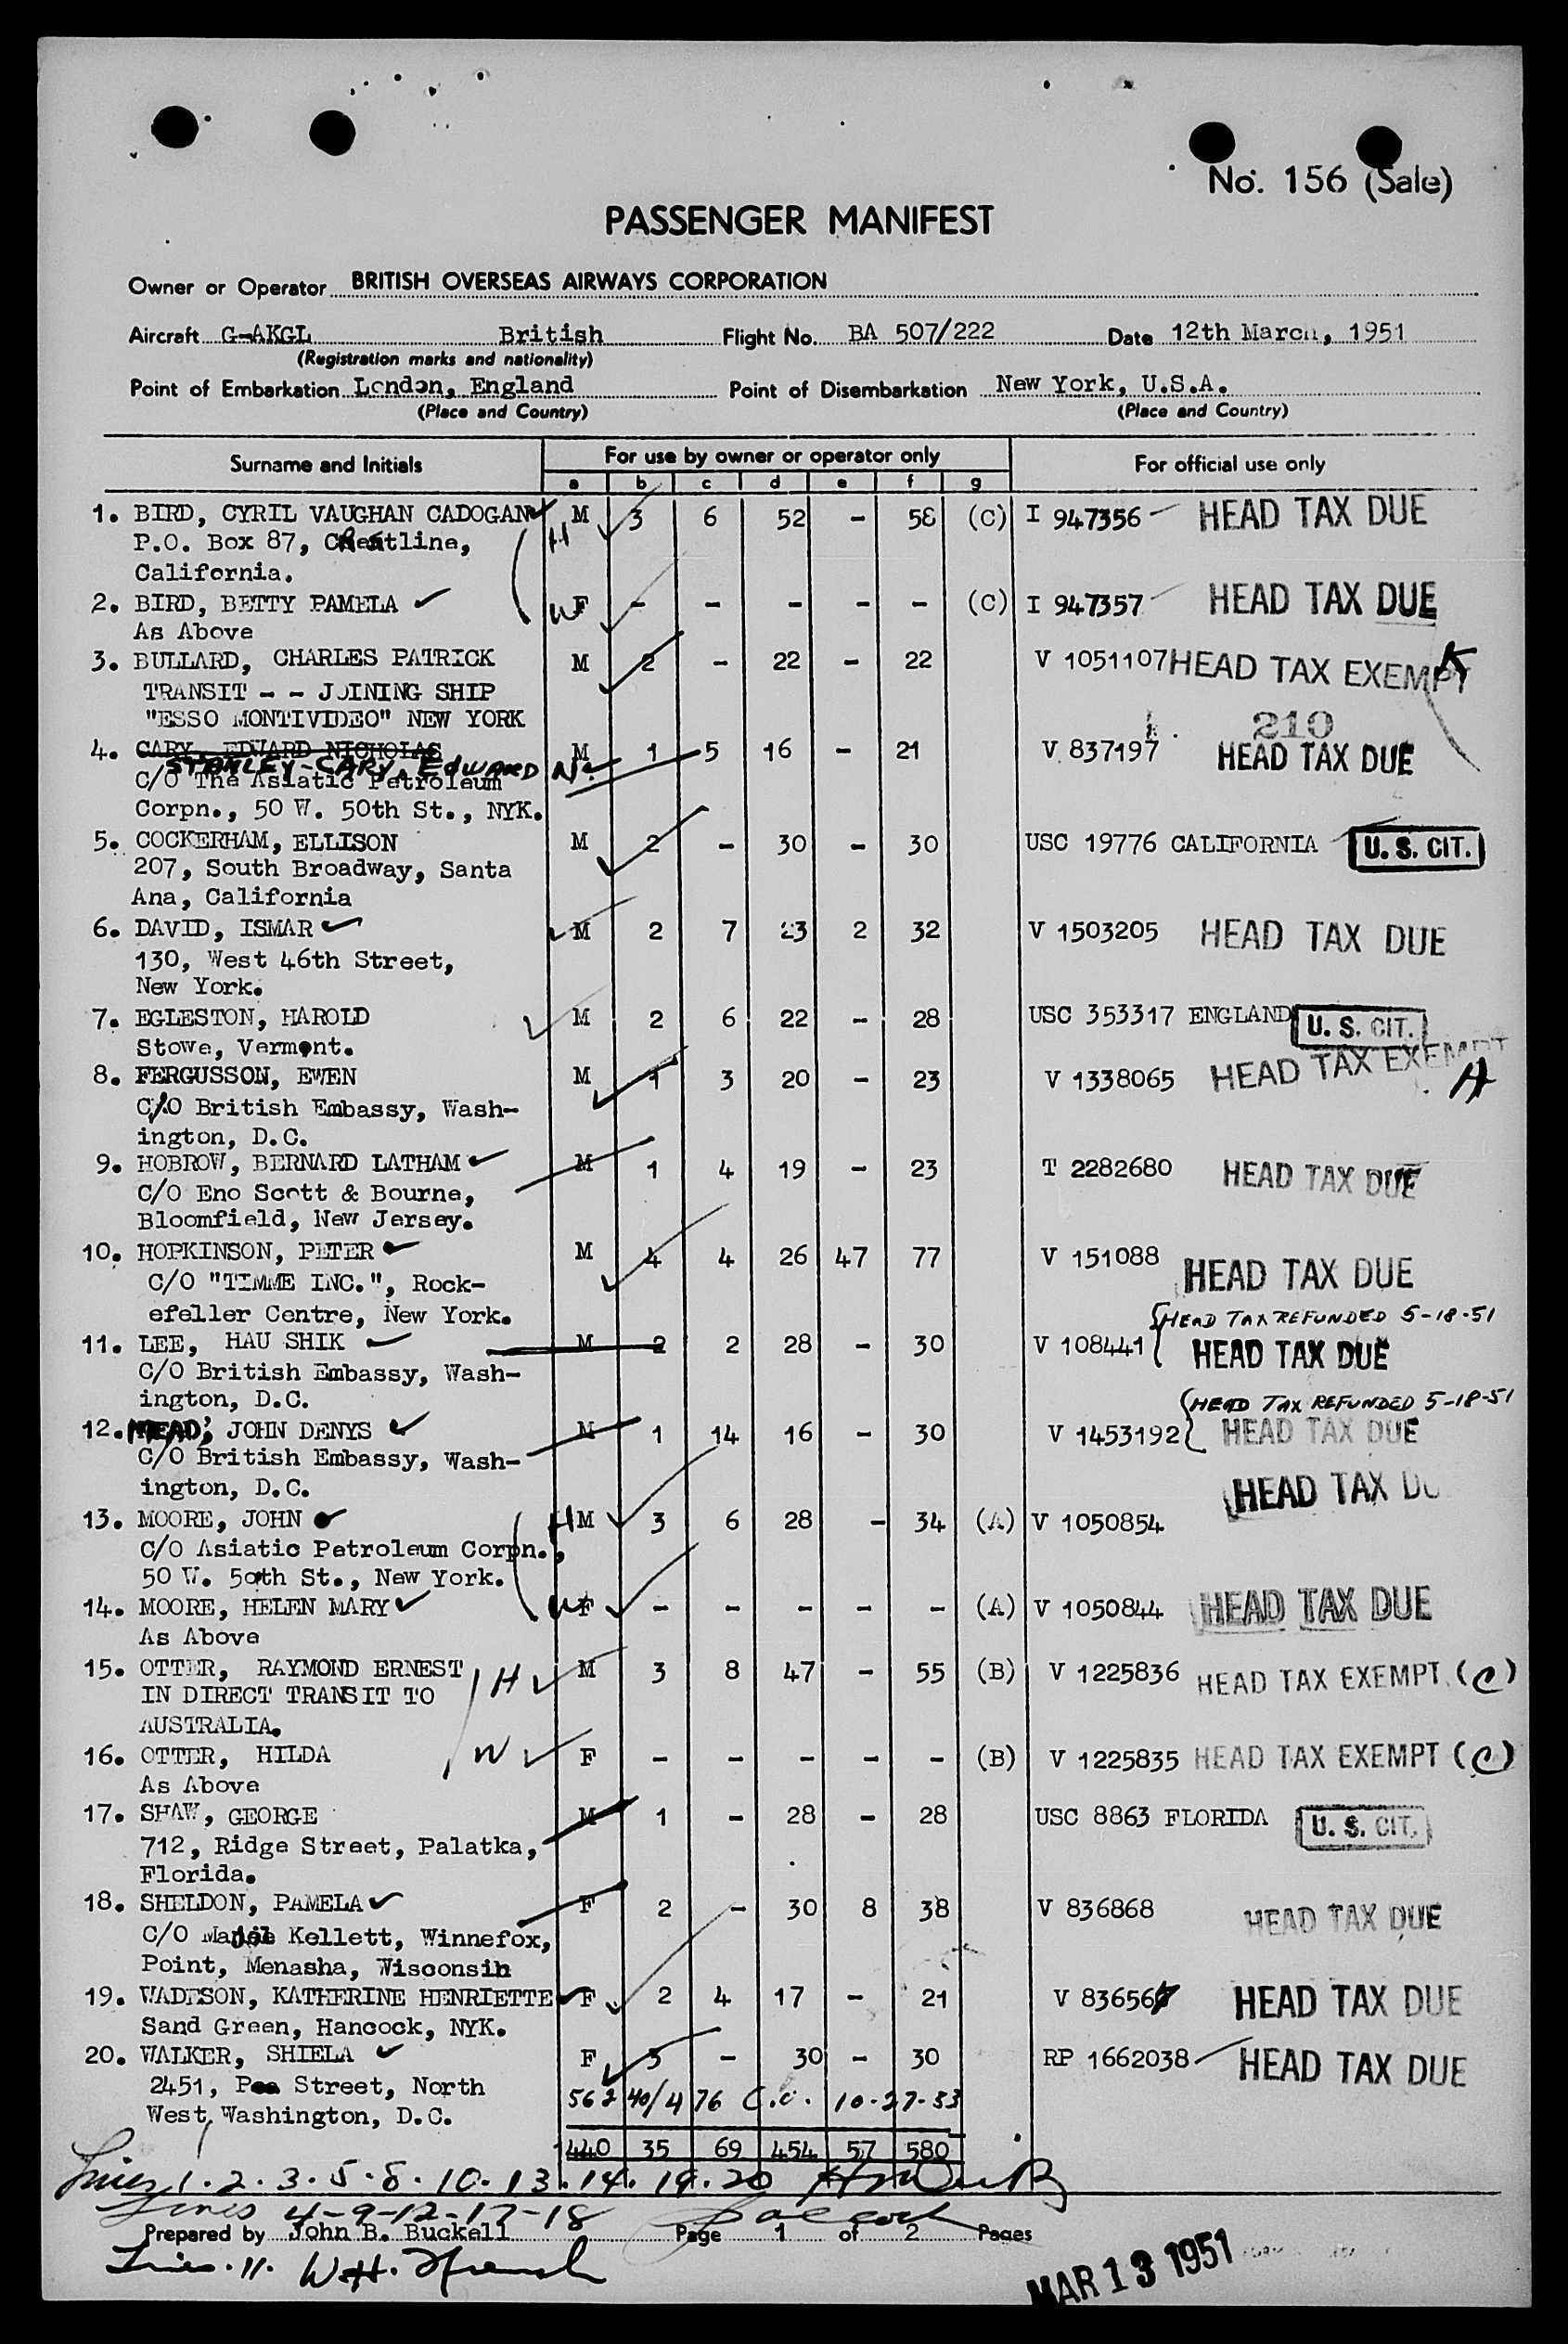 No. 156 (Sale)
PASSENGER MANIFEST
Owner or Operator BRITISH OVERSEAS AIRWAYS CORPORATION
Aircraft G-AKGL British Flight No. BA 507/222 Date 12th March, 1951
(Registration marks and nationality)
Point of Embarkation London, England Point of Disembarkation New York, U.S.A.
(Place and Country) (Place and Country)
Surname and Initials For use by owner or operator only For official use only
a b c d e f g
1. BIRD, CYRIL VAUGHAN CADOGAN M 3 6 52 - 58 (C) I 947356 HEAD TAX DUE
P.O. Box 87, Crestline, H
California.
2. BIRD, BETTY PAMELA W F - - - - - (C) I 947357 HEAD TAX DUE
As Above
3. BULLARD, CHARLES PATRICK M 2 - 22 - 22 V 1051107 HEAD TAX EXEMPT K
TRANSIT - - JOINING SHIP
"ESSO MONTIVIDEO" NEW YORK
210
4. CARY, EDWARD NICHOLAS M 1 5 16 - 21 V 837197 HEAD TAX DUE
STANLEY-CARY, EDWARD N.
C/O The Asiatic Petroleum
Corpn., 50 W. 50th St., NYK.
5. COCKERHAM, ELLISON M 2 - 30 - 30 USC 19776 CALIFORNIA U. S. CIT.
207, South Broadway, Santa
Ana, California
6. DAVID, ISMAR M 2 7 23 2 32 V 1503205 HEAD TAX DUE
130, West 46th Street,
New York.
7. EGLESTON, HAROLD M 2 6 22 - 28 USC 353317 ENGLAND U. S. CIT.
Stowe, Vermont.
8. FERGUSSON, EWEN M 1 3 20 - 23 V 1338065 HEAD TAX EXEMPT A
C/O British Embassy, Wash-
ington, D.C.
9. HOBROW, BERNARD LATHAM M 1 4 19 - 23 T 2282680 HEAD TAX DUE
C/O Eno Scott & Bourne,
Bloomfield, New Jersey.
10. HOPKINSON, PETER M 4 4 26 47 77 V 151088 HEAD TAX DUE
C/O "TIMME INC.", Rock-
efeller Centre, New York.
HEAD TAX REFUNDED 5-18-51
11. LEE, HAU SHIK M 2 2 28 - 30 V 108441 HEAD TAX DUE
C/O British Embassy, Wash-
ington, D.C.
HEAD TAX REFUNDED 5-18-51
12. MEAD, JOHN DENYS M 1 14 16 - 30 V 1453192 HEAD TAX DUE
C/O British Embassy, Wash-
ington, D.C.
HEAD TAX DU
13. MOORE, JOHN H M 3 6 28 - 34 (A) V 1050854
C/O Asiatic Petroleum Corpn.,
50 W. 50th St., New York.
14. MOORE, HELEN MARY W F - - - - - (A) V 1050844 HEAD TAX DUE
As Above
15. OTTER, RAYMOND ERNEST H M 3 8 47 - 55 (B) V 1225836 HEAD TAX EXEMPT (C)
IN DIRECT TRANSIT TO
AUSTRALIA.
16. OTTER, HILDA W F - - - - - (B) V 1225835 HEAD TAX EXEMPT (C)
As Above
17. SHAW, GEORGE M 1 - 28 - 28 USC 8863 FLORIDA U. S. CIT.
712, Ridge Street, Palatka,
Florida.
18. SHELDON, PAMELA F 2 - 30 8 38 V 836868 HEAD TAX DUE
C/O Kellett, Winnefox,
Point, Menasha, Wisconsin
19. WADESON, KATHERINE HENRIETTE F 2 4 17 - 21 V HEAD TAX DUE
Sand Green, Hancock, NYK.
20. WALKER, SHIELA F 3 - 30 - 30 RP 1662038 HEAD TAX DUE
2451, Street, North 562 40/4 76 C.O. 10-27-53
West, Washington, D.C.
440 35 69 454 57 580
Lines 1. 2. 3. 5. 8. 10. 13. 14. 19. 20
Lines 4-9-12-17-18
Prepared by John B. Buckell Page 1 of 2 Pages
Lines. 11. W.H. French
MAR 13 1951